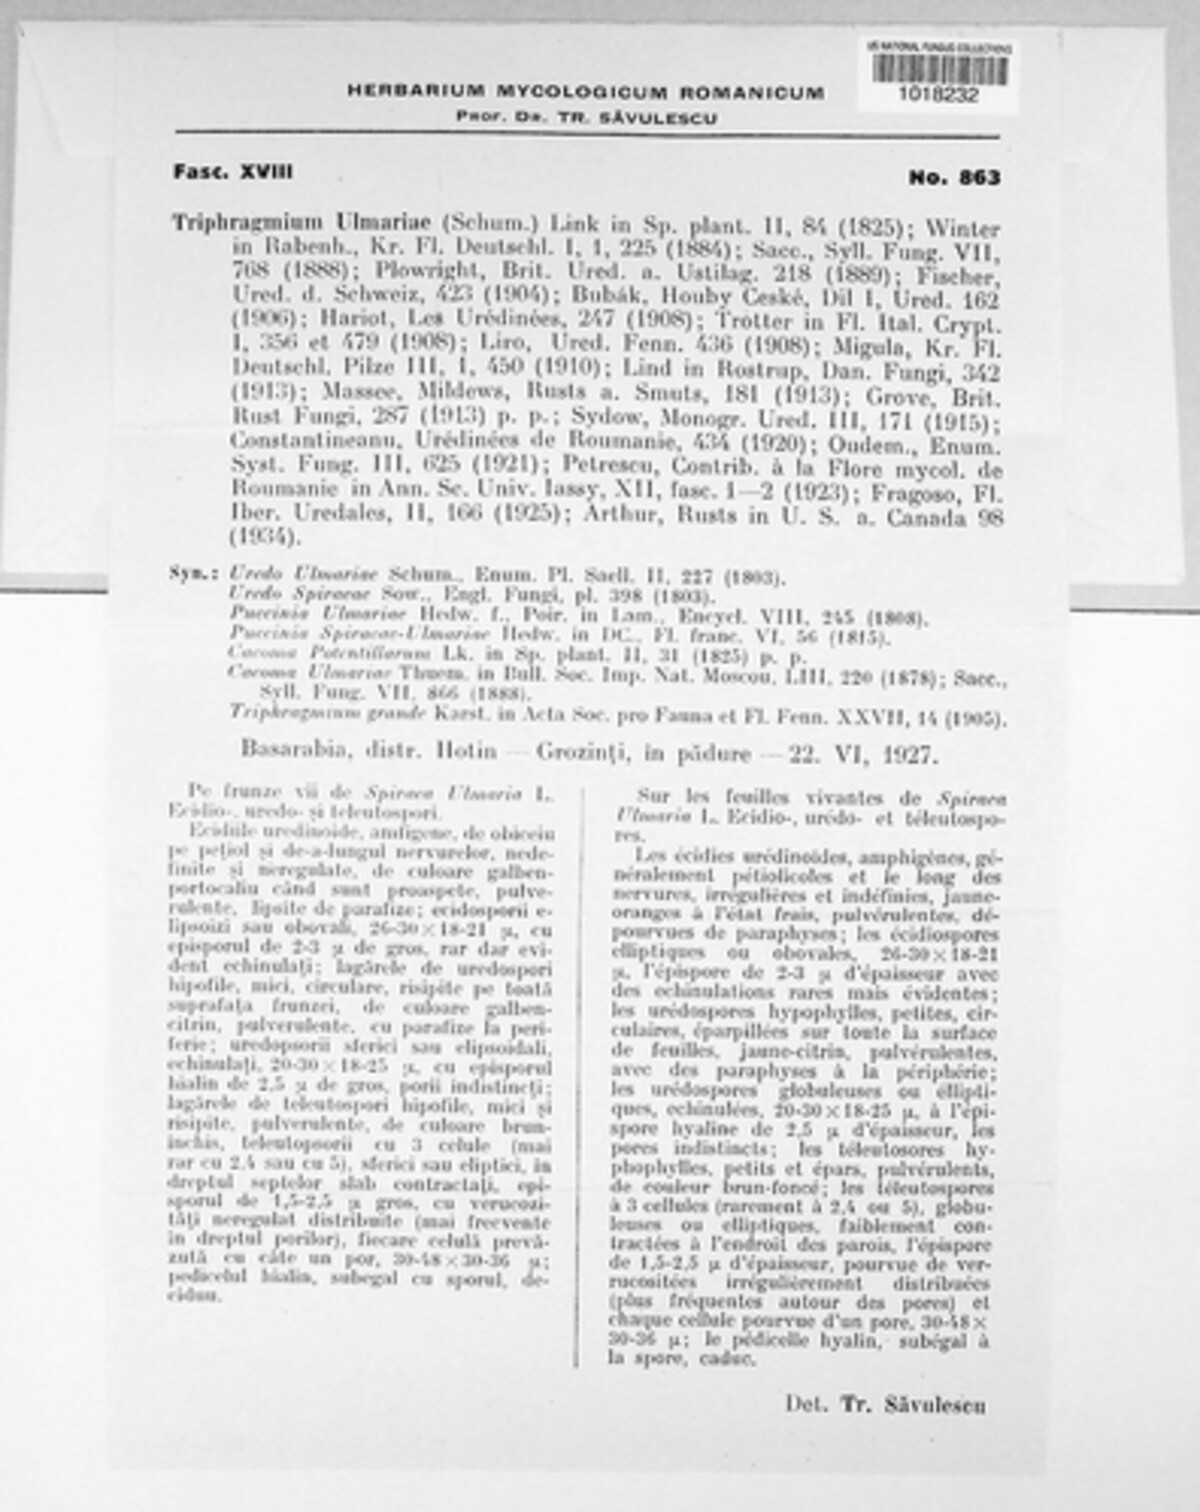 US NATIONAL FUNGUS COLLECTIONS
1018232
HERBARIUM MYCOLOGICUM ROMANICUM
Prof. Dr. TR. SĂVULESCU
Fasc. XVIII
No. 863
Triphragmium Ulmariae (Schum.) Link in Sp. plant. II, 84 (1825); Winter
in Rabenh., Kr. Fl. Deutschl. I, 1, 225 (1884); Sacc., Syll. Fung. VII,
768 (1888); Plowright, Brit. Ured. a. Ustilag. 218 (1889); Fischer,
Ured. d. Schweiz, 423 (1904); Bubák, Houby Ceské, Dil I, Ured. 162
(1906); Hariot, Les Urédinées, 247 (1908); Trotter in Fl. Ital. Crypt.
I, 356 et 479 (1908); Liro, Ured. Fenn. 436 (1908); Migula, Kr. Fl.
Deutschl. Pilze III, 1, 450 (1910); Lind in Rostrup, Dan. Fungi, 342
(1913); Massee, Mildews, Rusts a. Smuts, 181 (1913); Grove, Brit.
Rust Fungi, 287 (1913) p. p.; Sydow, Monogr. Ured. III, 171 (1915);
Constantineanu, Urédinées de Roumanie, 434 (1920); Oudem., Enum.
Syst. Fung. III, 625 (1921); Petrescu, Contrib. à la Flore mycol. de
Roumanie in Ann. Sc. Univ. Iassy, XII, fasc. 1—2 (1923); Fragoso, Fl.
Iber. Uredales, II, 166 (1925); Arthur, Rusts in U. S. a. Canada 98
(1934).
Syn.: Uredo Ulmariae Schum., Enum. Pl. Saell. II, 227 (1803).
Uredo Spiraeae Sow., Engl. Fungi, pl. 398 (1803).
Puccinia Ulmariae Hedw. f., Poir. in Lam., Encycl. VIII, 245 (1808).
Puccinia Spiraeae-Ulmariae Hedw. in DC., Fl. franc. VI, 56 (1815).
Caeoma Potentillarum Lk. in Sp. plant. II, 31 (1825) p. p.
Caeoma Ulmariae Thuem. in Bull. Soc. Imp. Nat. Moscou, LIII, 220 (1878); Sacc.,
Syll. Fung. VII, 866 (1888).
Triphragmium grande Karst. in Acta Soc. pro Fauna et Fl. Fenn. XXVII, 14 (1905).
Basarabia, distr. Hotin — Grozinţi, în pădure — 22. VI, 1927.
Pe frunze vii de Spiraea Ulmaria L.
Ecidio-, uredo- şi teleutospori.
Ecidiile uredinoide, amfigene, de obiceiu
pe peţiol şi de-a-lungul nervurelor, nede-
finite şi neregulate, de culoare galben-
portocaliu când sunt proaspete, pulve-
rulente, lipsite de parafize; ecidosporii e-
lipsoizi sau obovali, 26-30×18-21 µ, cu
episporul de 2-3 µ de gros, rar dar evi-
dent echinulaţi; lagărele de uredospori
hipofile, mici, circulare, risipite pe toată
suprafaţa frunzei, de culoare galben-
citrin, pulverulente, cu parafize la peri-
ferie; uredopsorii sferici sau elipsoidali,
echinulaţi, 20-30×18-25 µ, cu episporul
hialin de 2,5 µ de gros, porii indistincţi;
lagărele de teleutospori hipofile, mici şi
risipite, pulverulente, de culoare brun-
inchis, teleutopsorii cu 3 celule (mai
rar cu 2,4 sau cu 5), sferici sau eliptici, în
dreptul septelor slab contractaţi, epi-
sporul de 1,5-2,5 µ gros, cu verucozi-
tăţi neregulat distribuite (mai frecvente
în dreptul porilor), fiecare celulă prevă-
zută cu câte un por, 30-48×30-36 µ;
pedicelul hialin, subegal cu sporul, de-
ciduu.
Sur les feuilles vivantes de Spiraea
Ulmaria L. Ecidio-, urédo- et téleutospo-
res.
Les écidies urédinoïdes, amphigènes, gé-
néralement pétiolicoles et le long des
nervures, irrégulières et indéfinies, jaune-
oranges à l'état frais, pulvérulentes, dé-
pourvues de paraphyses; les écidiospores
elliptiques ou obovales, 26-30×18-21
µ, l'épispore de 2-3 µ d'épaisseur avec
des echinulations rares mais évidentes;
les urédospores hypophylles, petites, cir-
culaires, éparpillées sur toute la surface
de feuilles, jaune-citrin, pulvérulentes,
avec des paraphyses à la périphérie;
les urédospores globuleuses ou ellipti-
ques, echinulées, 20-30×18-25 µ, à l'épi-
spore hyaline de 2,5 µ d'épaisseur, les
pores indistincts; les téleutosores hy-
phophylles, petits et épars, pulvérulents,
de couleur brun-foncé; les téleutospores
à 3 cellules (rarement à 2,4 ou 5), globu-
leuses ou elliptiques, faiblement con-
tractées à l'endroit des parois, l'épispore
de 1,5-2,5 µ d'épaisseur, pourvue de ver-
rucositées irrégulièrement distribuées
(plus fréquentes autour des pores) et
chaque cellule pourvue d'un pore, 30-48×
30-36 µ; le pédicelle hyalin, subégal à
la spore, caduc.
Det. Tr. Săvulescu